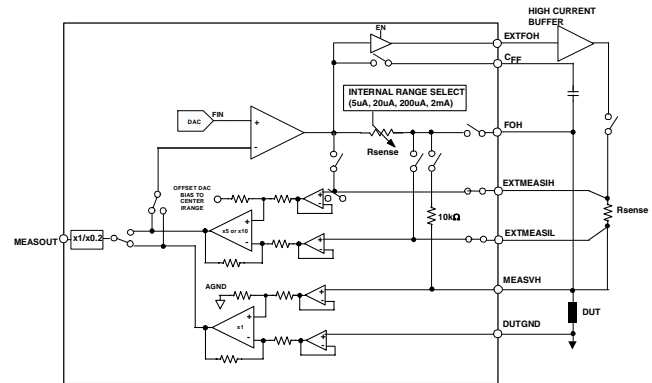 HIGH CURRENT
BUFFER
EN
EXTFOH
CFF
INTERNAL RANGE SELECT
(5uA, 20uA, 200uA, 2mA)
DAC
FIN
+
-
FOH
Rsense
OFFSET DAC
BIAS TO
CENTER
IRANGE
+
-
EXTMEASIH
x5 or x10
+
-
10kΩ
Rsense
MEASOUT
x1/x0.2
+
-
EXTMEASIL
AGND
+
-
MEASVH
x1
+
-
DUT
+
-
DUTGND